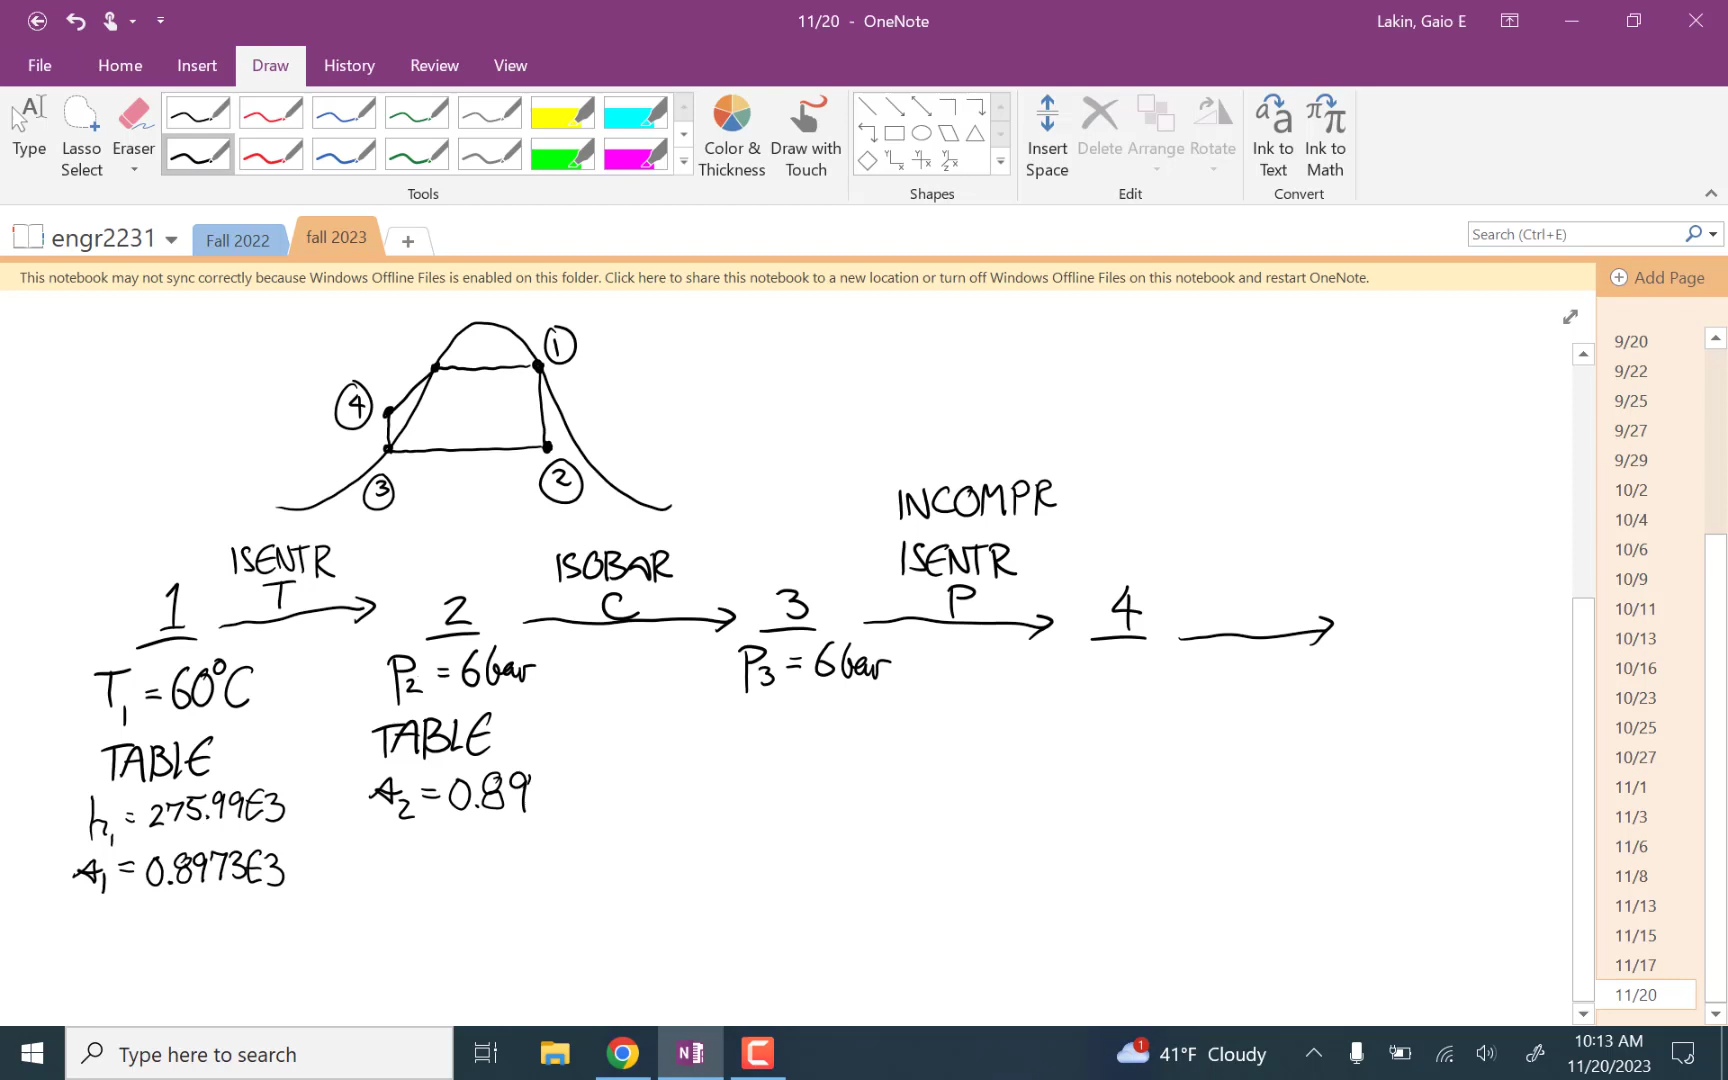 11/20 - OneNote
Lakin, Gaio E
File Home Insert Draw History Review View
Type
Lasso Select
Eraser
Color & Thickness
Draw with Touch
Insert Space
Delete
Arrange
Rotate
Ink to Text
Ink to Math
Tools
Shapes
Edit
Convert
engr2231
Fall 2022
fall 2023
Search (Ctrl+E)
This notebook may not sync correctly because Windows Offline Files is enabled on this folder. Click here to share this notebook to a new location or turn off Windows Offline Files on this notebook and restart OneNote.
Add Page
9/20
9/22
9/25
9/27
9/29
10/2
10/4
10/6
10/9
10/11
10/13
10/16
10/23
10/25
10/27
11/1
11/3
11/6
11/8
11/13
11/15
11/17
11/20
1
4
3
2
ISENTR
T
ISOBAR
C
INCOMPR
ISENTR
P
1
2
3
4
T₁ = 60°C
P₂ = 6bar
P₃ = 6bar
TABLE
h₁ = 275.99E3
s₁ = 0.8973E3
TABLE
s₂ = 0.89
Type here to search
1
41°F Cloudy
10:13 AM
11/20/2023